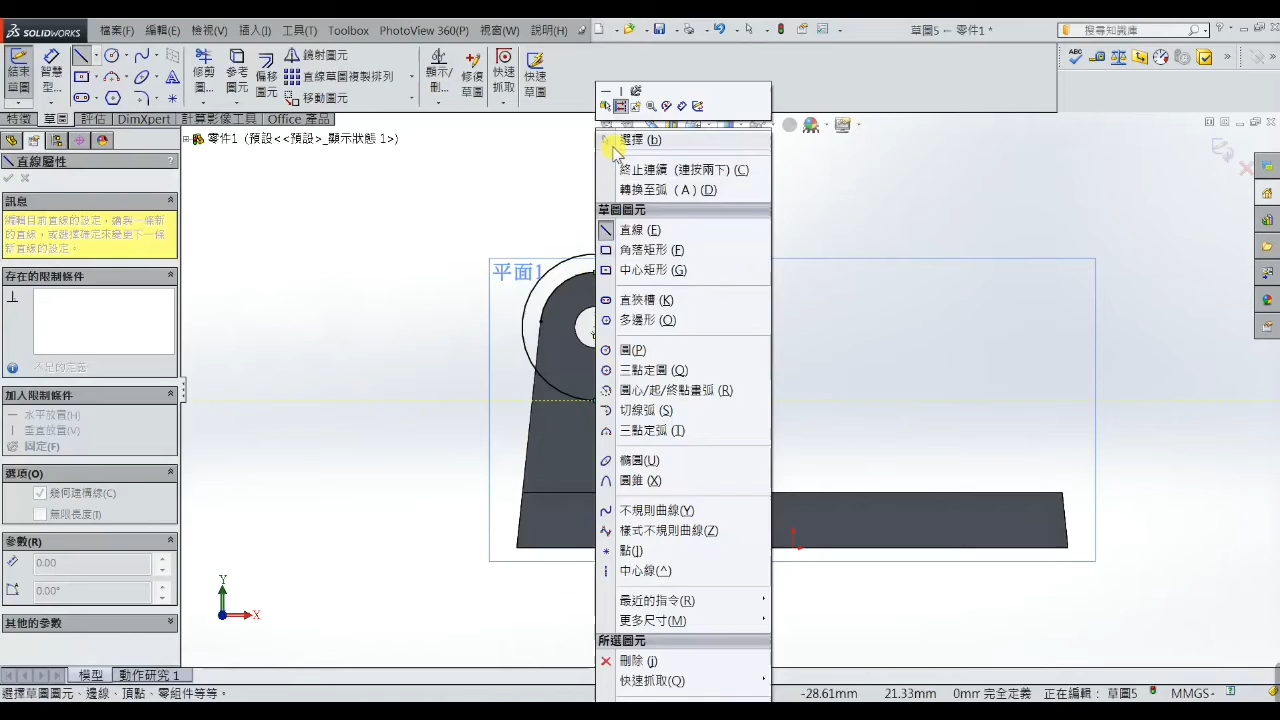 SOLIDWORKS
檔案(F) 編輯(E) 檢視(V) 插入(I) 工具(T) Toolbox PhotoView 360(P) 視窗(W) 說明(H)
草圖5 - 零件1 *
搜尋知識庫
結束草圖
智慧型...
修剪圖...
參考圖元
偏移圖元
鏡射圖元
直線草圖複製排列
移動圖元
顯示/刪...
修復草圖
快速抓取
快速草圖
特徵 草圖 評估 DimXpert 計算影像工具 Office 產品
零件1 (預設<<預設>_顯示狀態 1>)
直線屬性
訊息
編輯目前直線的設定，繪製一條新的直線，或選擇確定來變更下一條新直線的設定。
存在的限制條件
不足的定義
加入限制條件
水平放置(H)
垂直放置(V)
固定(F)
選項(O)
幾何建構線(C)
無限長度(I)
參數(R)
0.00
0.00°
其他的參數
平面1
Y
X
選擇 (b)
終止連續 (連按兩下) (C)
轉換至弧 (A) (D)
草圖圖元
直線 (E)
角落矩形 (F)
中心矩形 (G)
直狹槽 (K)
多邊形 (O)
圓(P)
三點定圓 (Q)
圓心/起/終點畫弧 (R)
切線弧 (S)
三點定弧 (T)
橢圓(U)
圓錐 (X)
不規則曲線(Y)
樣式不規則曲線(Z)
點(])
中心線(^)
最近的指令(R)
更多尺寸(M)
所選圖元
刪除 (j)
快速抓取(Q)
模型 動作研究 1
選擇草圖圖元、邊線、頂點、零組件等等。
-28.61mm 21.33mm 0mm 完全定義 正在編輯： 草圖5 MMGS